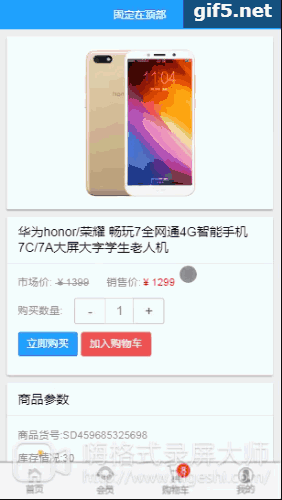 固定在顶部
gif5.net
1:04
华为honor/荣耀 畅玩7全网通4G智能手机
7C/7A大屏大字学生老人机
市场价: ￥1399 销售价: ￥1299
购买数量: - 1 +
立即购买 加入购物车
商品参数
商品货号:SD459685325698
库存情况:30
嗨格式录屏大师
首页 会员 购物车 我的